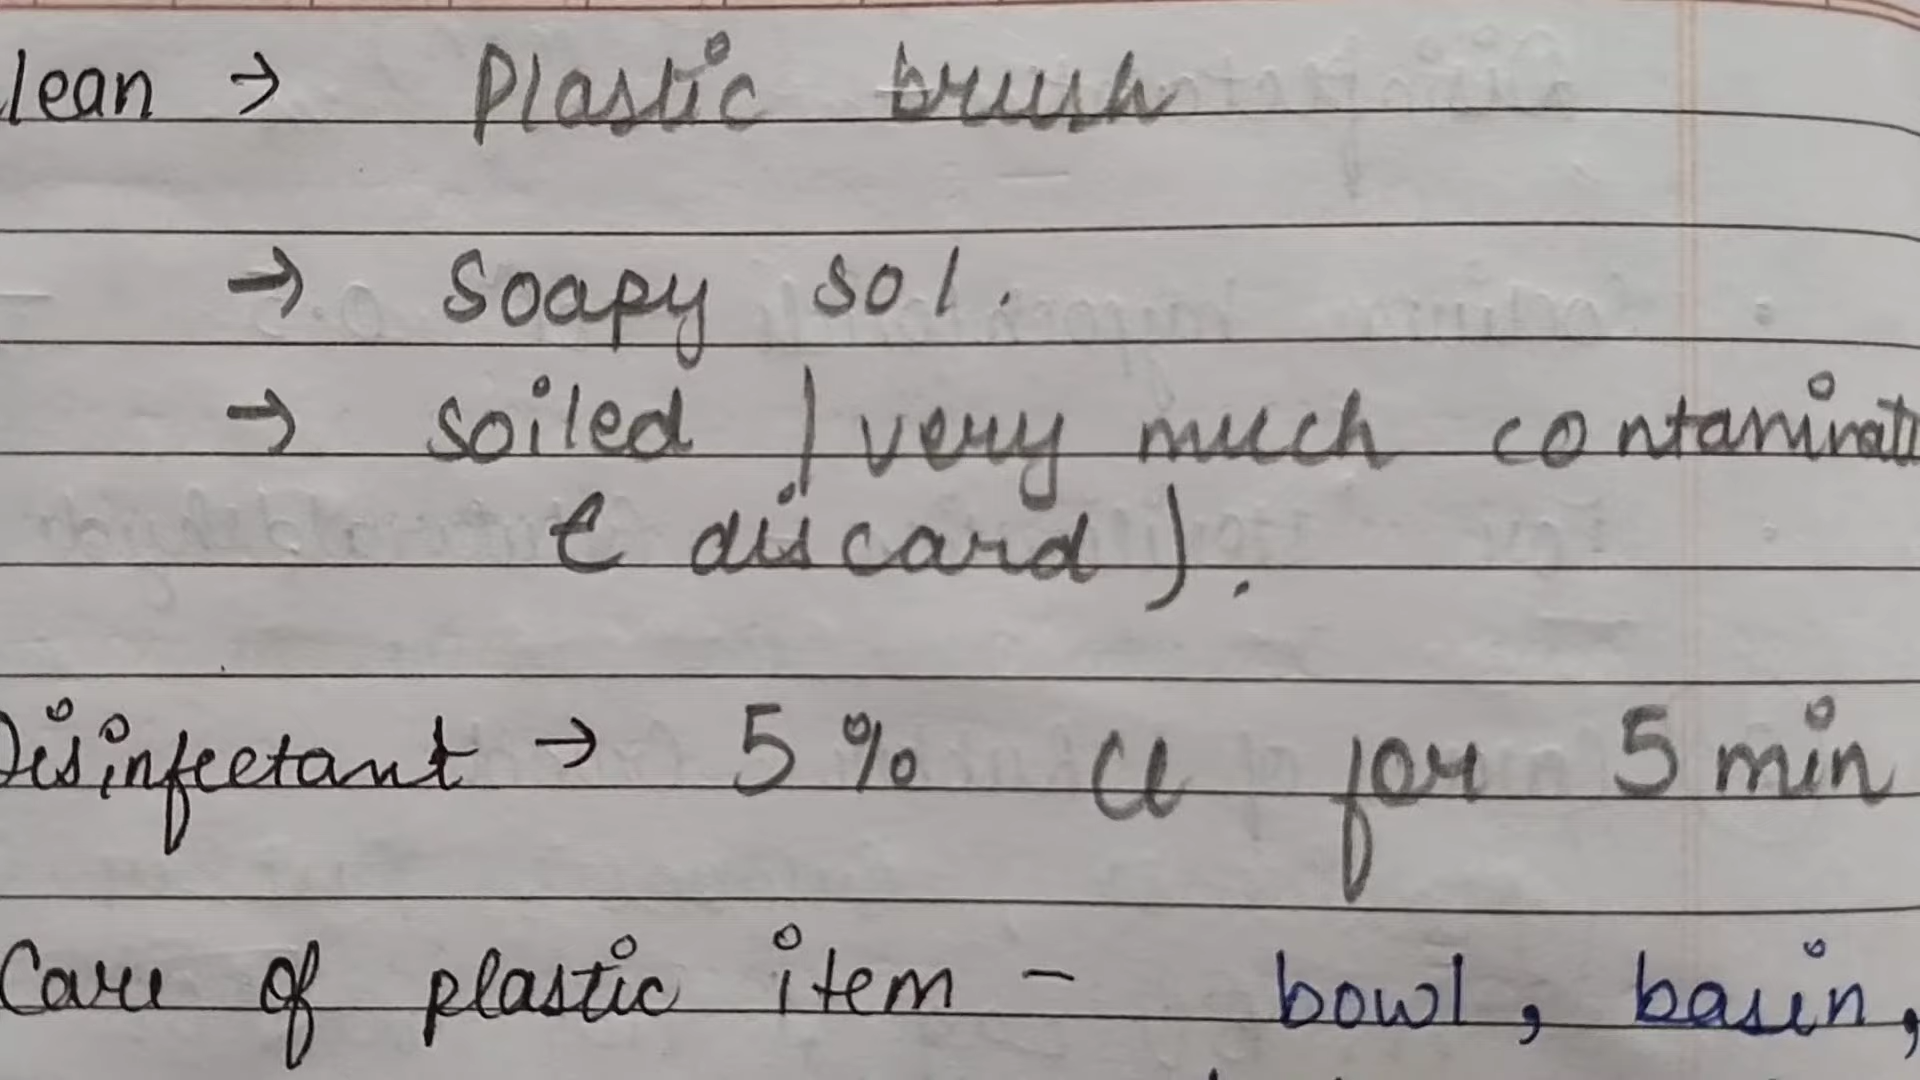 lean → Plastic brush
→ Soapy sol.
→ soiled (very much contaminat
& discard).
Disinfectant → 5% Cl for 5 min
Care of plastic item - bowl, basin,